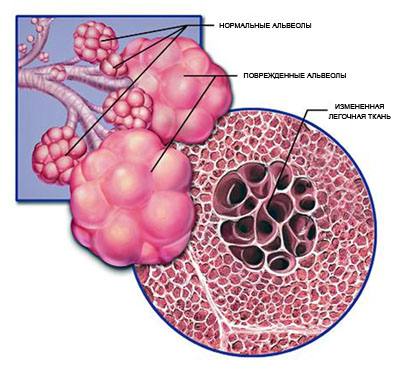 НОРМАЛЬНЫЕ АЛЬВЕОЛЫ
ПОВРЕЖДЕННЫЕ АЛЬВЕОЛЫ
ИЗМЕНЕННАЯ
ЛЕГОЧНАЯ ТКАНЬ